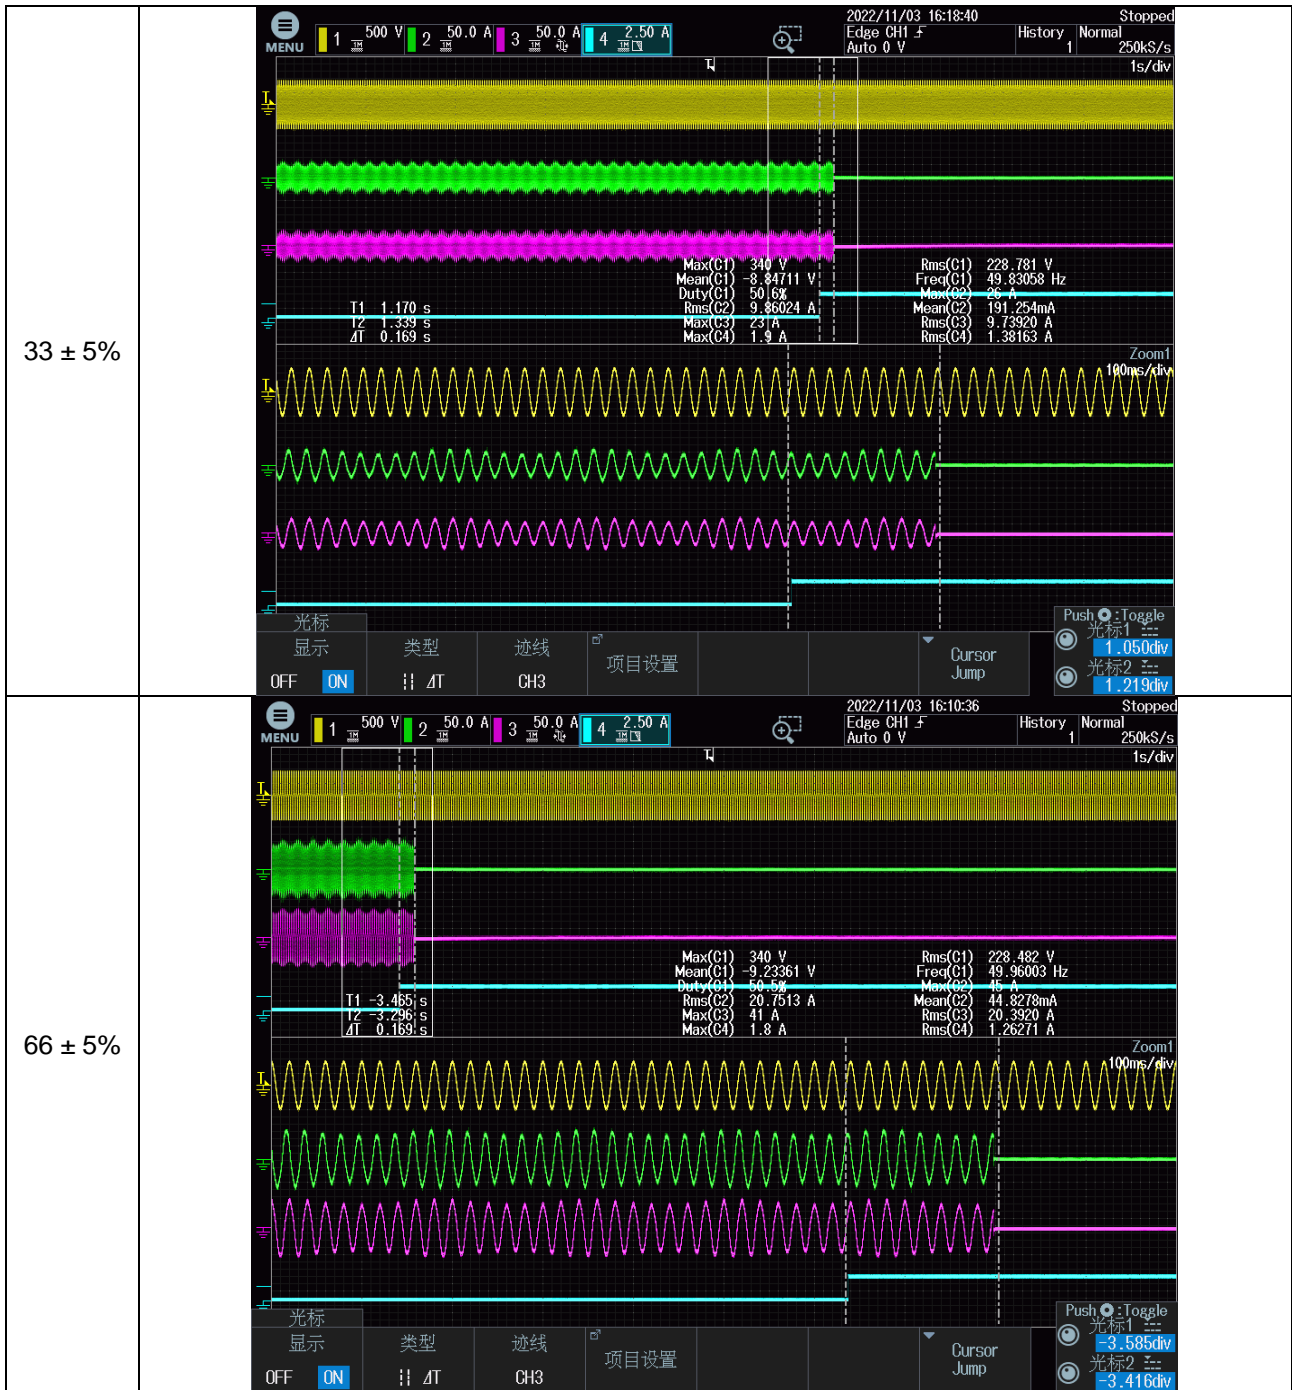 33 ± 5%
MENU 1 500 V 2 50.0 A 3 50.0 A 4 2.50 A
2022/11/03 16:18:40 Stopped
Edge CH1 History Normal
Auto 0 V 1 250kS/s
1s/div
Max(C1) 340 V Rms(C1) 228.781 V
Mean(C1) -8.84711 V Freq(C1) 49.83058 Hz
Duty(C1) 50.6% Max(C2) 26 A
T1 1.170 s Rms(C2) 9.86024 A Mean(C2) 191.254mA
T2 1.339 s Max(C3) 23 A Rms(C3) 9.73920 A
ΔT 0.169 s Max(C4) 1.9 A Rms(C4) 1.38163 A
Zoom1
100ms/div
光标
显示 类型 迹线 项目设置 Cursor Jump
OFF ON ΔT CH3
Push :Toggle
光标1
1.050div
光标2
1.219div
66 ± 5%
MENU 1 500 V 2 50.0 A 3 50.0 A 4 2.50 A
2022/11/03 16:10:36 Stopped
Edge CH1 History Normal
Auto 0 V 1 250kS/s
1s/div
Max(C1) 340 V Rms(C1) 228.482 V
Mean(C1) -9.23361 V Freq(C1) 49.96003 Hz
Duty(C1) 50.5% Max(C2) 45 A
T1 -3.465 s Rms(C2) 20.7513 A Mean(C2) 44.8278mA
T2 -3.296 s Max(C3) 41 A Rms(C3) 20.3920 A
ΔT 0.169 s Max(C4) 1.8 A Rms(C4) 1.26271 A
Zoom1
100ms/div
光标
显示 类型 迹线 项目设置 Cursor Jump
OFF ON ΔT CH3
Push :Toggle
光标1
-3.585div
光标2
-3.416div